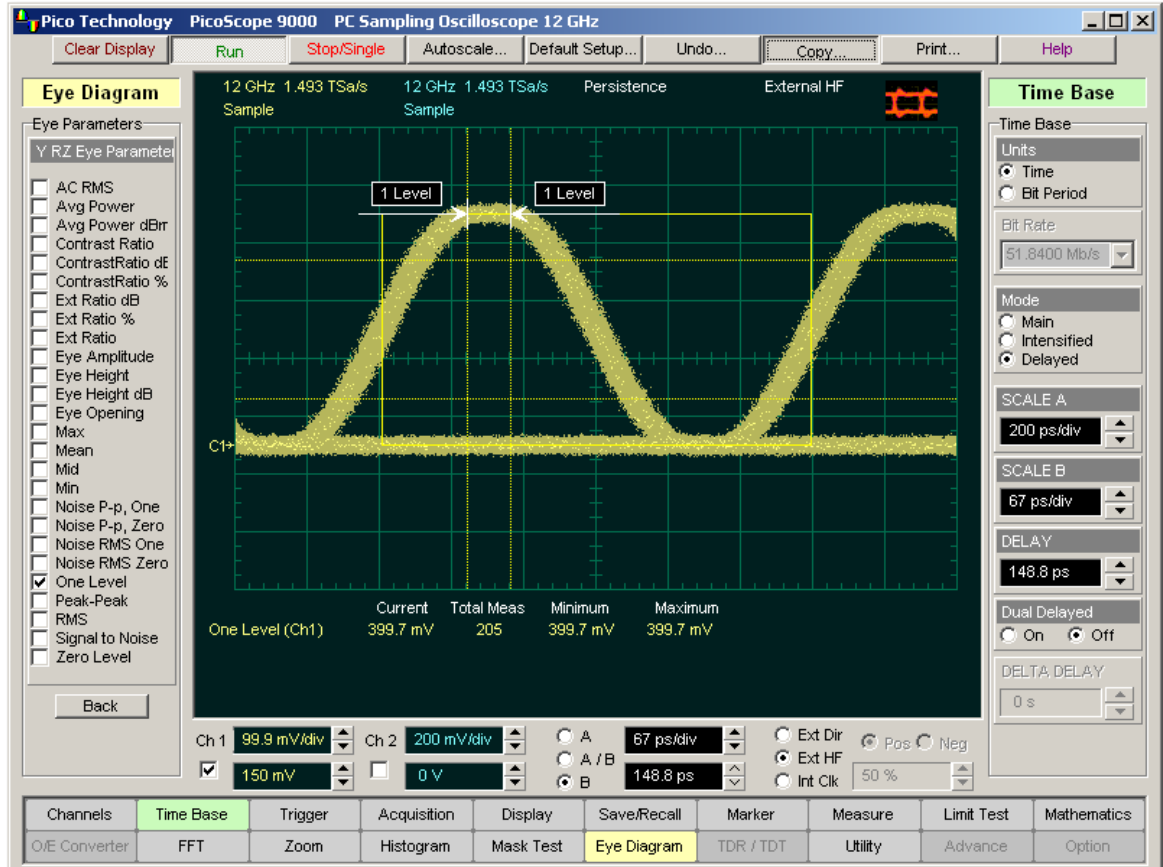 Pico Technology PicoScope 9000 PC Sampling Oscilloscope 12 GHz
Clear Display Run Stop/Single Autoscale... Default Setup... Undo... Copy... Print... Help
Eye Diagram
Eye Parameters
Y RZ Eye Parameter
AC RMS
Avg Power
Avg Power dBm
Contrast Ratio
ContrastRatio dB
ContrastRatio %
Ext Ratio dB
Ext Ratio %
Ext Ratio
Eye Amplitude
Eye Height
Eye Height dB
Eye Opening
Max
Mean
Mid
Min
Noise P-p, One
Noise P-p, Zero
Noise RMS One
Noise RMS Zero
One Level
Peak-Peak
RMS
Signal to Noise
Zero Level
Back
12 GHz 1.493 TSa/s 12 GHz 1.493 TSa/s Persistence External HF
Sample Sample
1 Level 1 Level
C1
Current Total Meas Minimum Maximum
One Level (Ch1) 399.7 mV 205 399.7 mV 399.7 mV
Time Base
Time Base
Units
Time
Bit Period
Bit Rate
51.8400 Mb/s
Mode
Main
Intensified
Delayed
SCALE A
200 ps/div
SCALE B
67 ps/div
DELAY
148.8 ps
Dual Delayed
On Off
DELTA DELAY
0 s
Ch 1 99.9 mV/div Ch 2 200 mV/div A 67 ps/div Ext Dir Pos Neg
A / B Ext HF
150 mV 0 V B 148.8 ps Int Clk 50 %
Channels Time Base Trigger Acquisition Display Save/Recall Marker Measure Limit Test Mathematics
O/E Converter FFT Zoom Histogram Mask Test Eye Diagram TDR / TDT Utility Advance Option